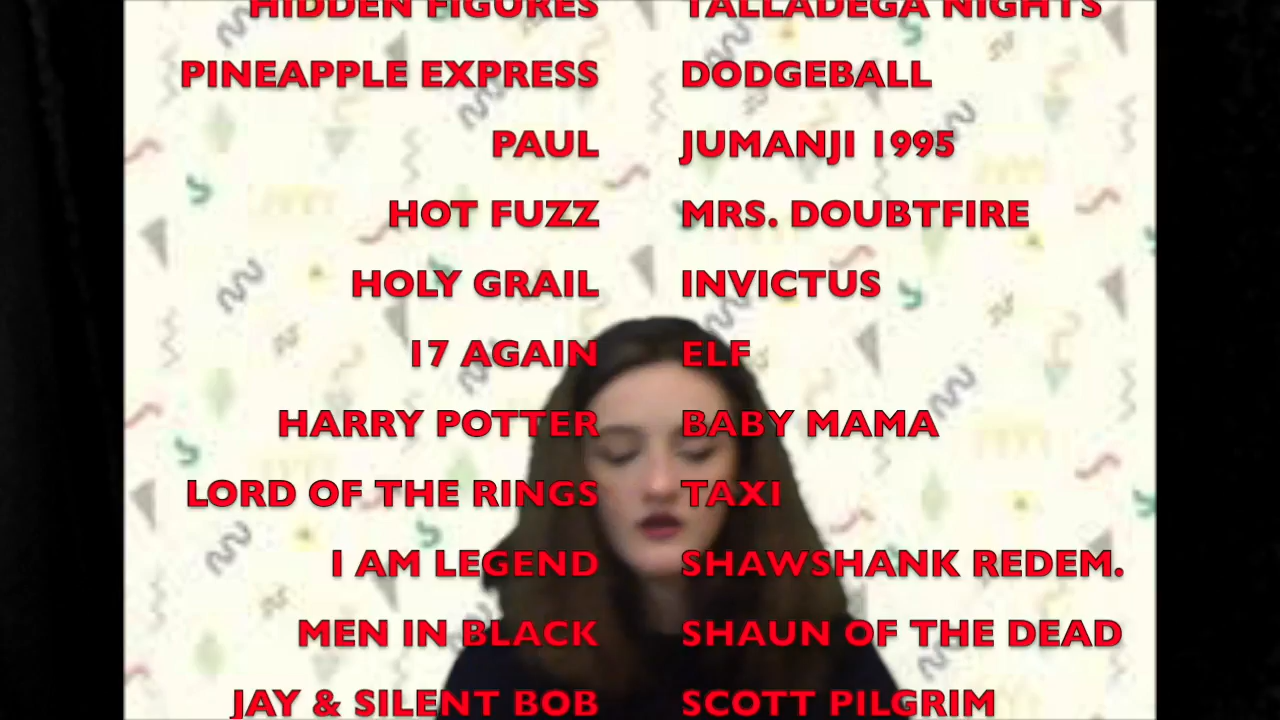 HIDDEN FIGURES TALLADEGA NIGHTS
PINEAPPLE EXPRESS DODGEBALL
PAUL JUMANJI 1995
HOT FUZZ MRS. DOUBTFIRE
HOLY GRAIL INVICTUS
17 AGAIN ELF
HARRY POTTER BABY MAMA
LORD OF THE RINGS TAXI
I AM LEGEND SHAWSHANK REDEM.
MEN IN BLACK SHAUN OF THE DEAD
JAY & SILENT BOB SCOTT PILGRIM